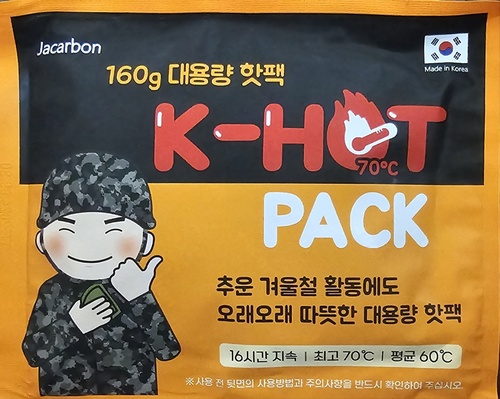 Jacarbon
Made in Korea
160g 대용량 핫팩
K-HOT
70℃
PACK
추운 겨울철 활동에도
오래오래 따뜻한 대용량 핫팩
16시간 지속 | 최고 70℃ | 평균 60℃
※ 사용 전 뒷면의 사용방법과 주의사항을 반드시 확인하여 주십시오.